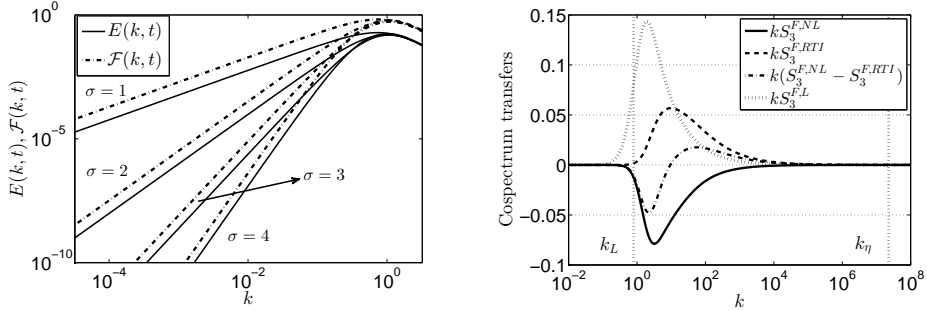 10^0
10^{-5}
10^{-10}
E(k, t), F(k, t)
E(k, t)
F(k, t)
σ = 1
σ = 2
σ = 3
σ = 4
10^{-4}
10^{-2}
10^0
k
0.15
0.1
0.05
0
−0.05
−0.1
Cospectrum transfers
kS_3^{F,NL}
kS_3^{F,RTI}
k(S_3^{F,NL} − S_3^{F,RTI})
kS_3^{F,L}
k_L
k_η
10^{-2}
10^0
10^2
10^4
10^6
10^8
k